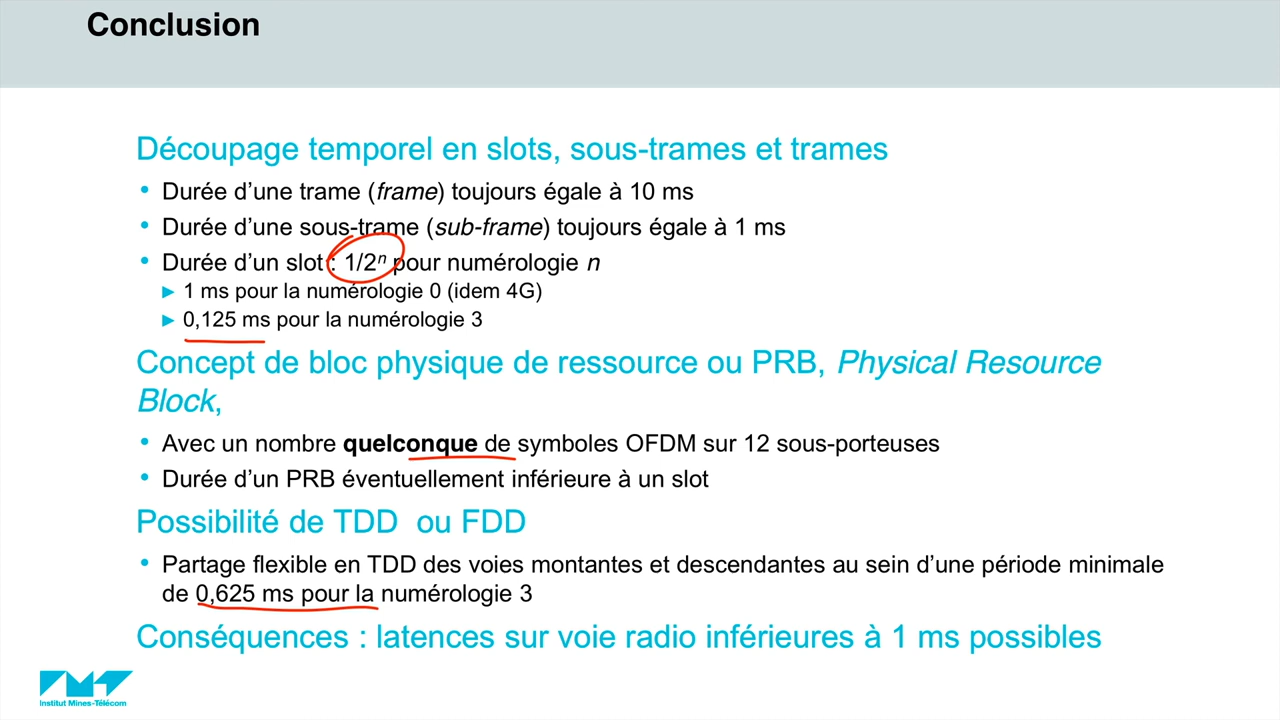 Conclusion
Découpage temporel en slots, sous-trames et trames
• Durée d’une trame (frame) toujours égale à 10 ms
• Durée d’une sous-trame (sub-frame) toujours égale à 1 ms
• Durée d’un slot : 1/2ⁿ pour numérologie n
► 1 ms pour la numérologie 0 (idem 4G)
► 0,125 ms pour la numérologie 3
Concept de bloc physique de ressource ou PRB, Physical Resource
Block,
• Avec un nombre quelconque de symboles OFDM sur 12 sous-porteuses
• Durée d’un PRB éventuellement inférieure à un slot
Possibilité de TDD ou FDD
• Partage flexible en TDD des voies montantes et descendantes au sein d’une période minimale
de 0,625 ms pour la numérologie 3
Conséquences : latences sur voie radio inférieures à 1 ms possibles
IMT
Institut Mines-Télécom